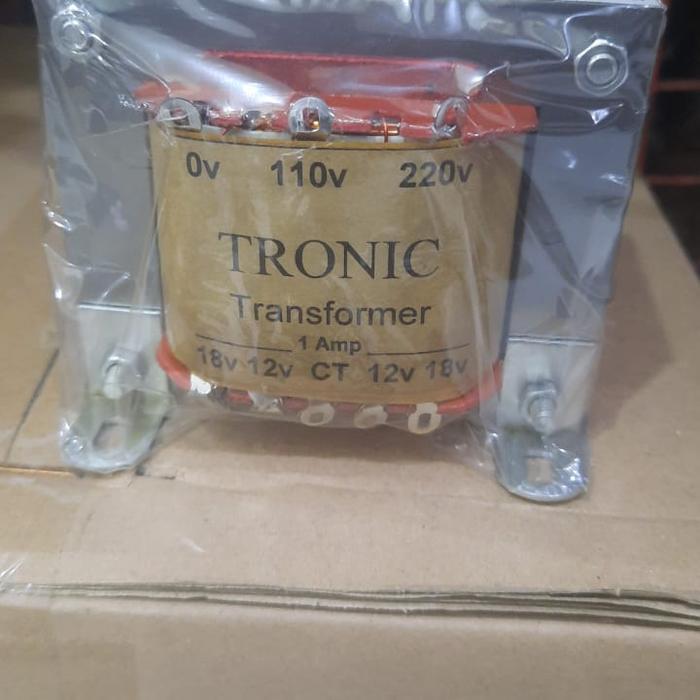 0v 110v 220v
TRONIC
Transformer
1 Amp
18v 12v CT 12v 18v